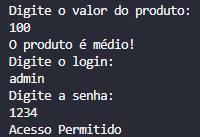 Digite o valor do produto:
100
O produto é médio!
Digite o login:
admin
Digite a senha:
1234
Acesso Permitido